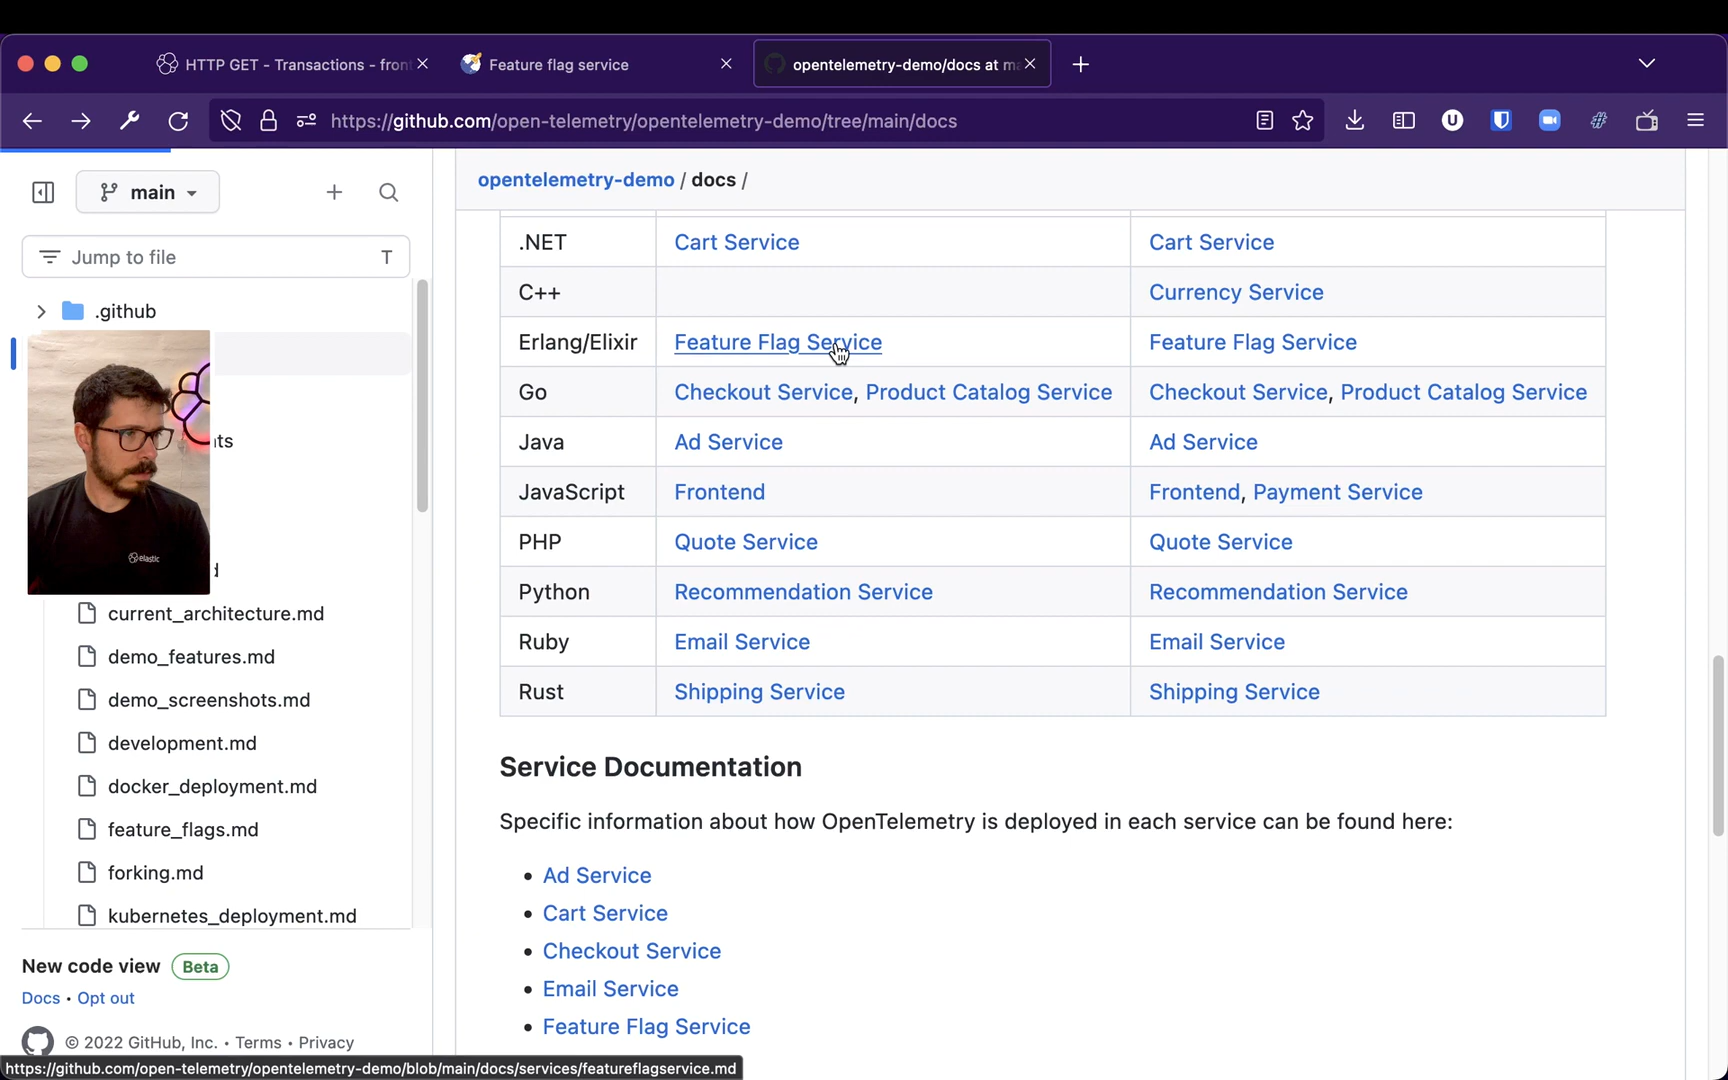 HTTP GET - Transactions - fron
Feature flag service
opentelemetry-demo/docs at ma
https://github.com/open-telemetry/opentelemetry-demo/tree/main/docs
main
Jump to file T
.github
ts
current_architecture.md
demo_features.md
demo_screenshots.md
development.md
docker_deployment.md
feature_flags.md
forking.md
kubernetes_deployment.md
New code view Beta
Docs • Opt out
© 2022 GitHub, Inc. • Terms • Privacy
https://github.com/open-telemetry/opentelemetry-demo/blob/main/docs/services/featureflagservice.md
elastic
opentelemetry-demo / docs /
.NET Cart Service Cart Service
C++ Currency Service
Erlang/Elixir Feature Flag Service Feature Flag Service
Go Checkout Service, Product Catalog Service Checkout Service, Product Catalog Service
Java Ad Service Ad Service
JavaScript Frontend Frontend, Payment Service
PHP Quote Service Quote Service
Python Recommendation Service Recommendation Service
Ruby Email Service Email Service
Rust Shipping Service Shipping Service
Service Documentation
Specific information about how OpenTelemetry is deployed in each service can be found here:
• Ad Service
• Cart Service
• Checkout Service
• Email Service
• Feature Flag Service